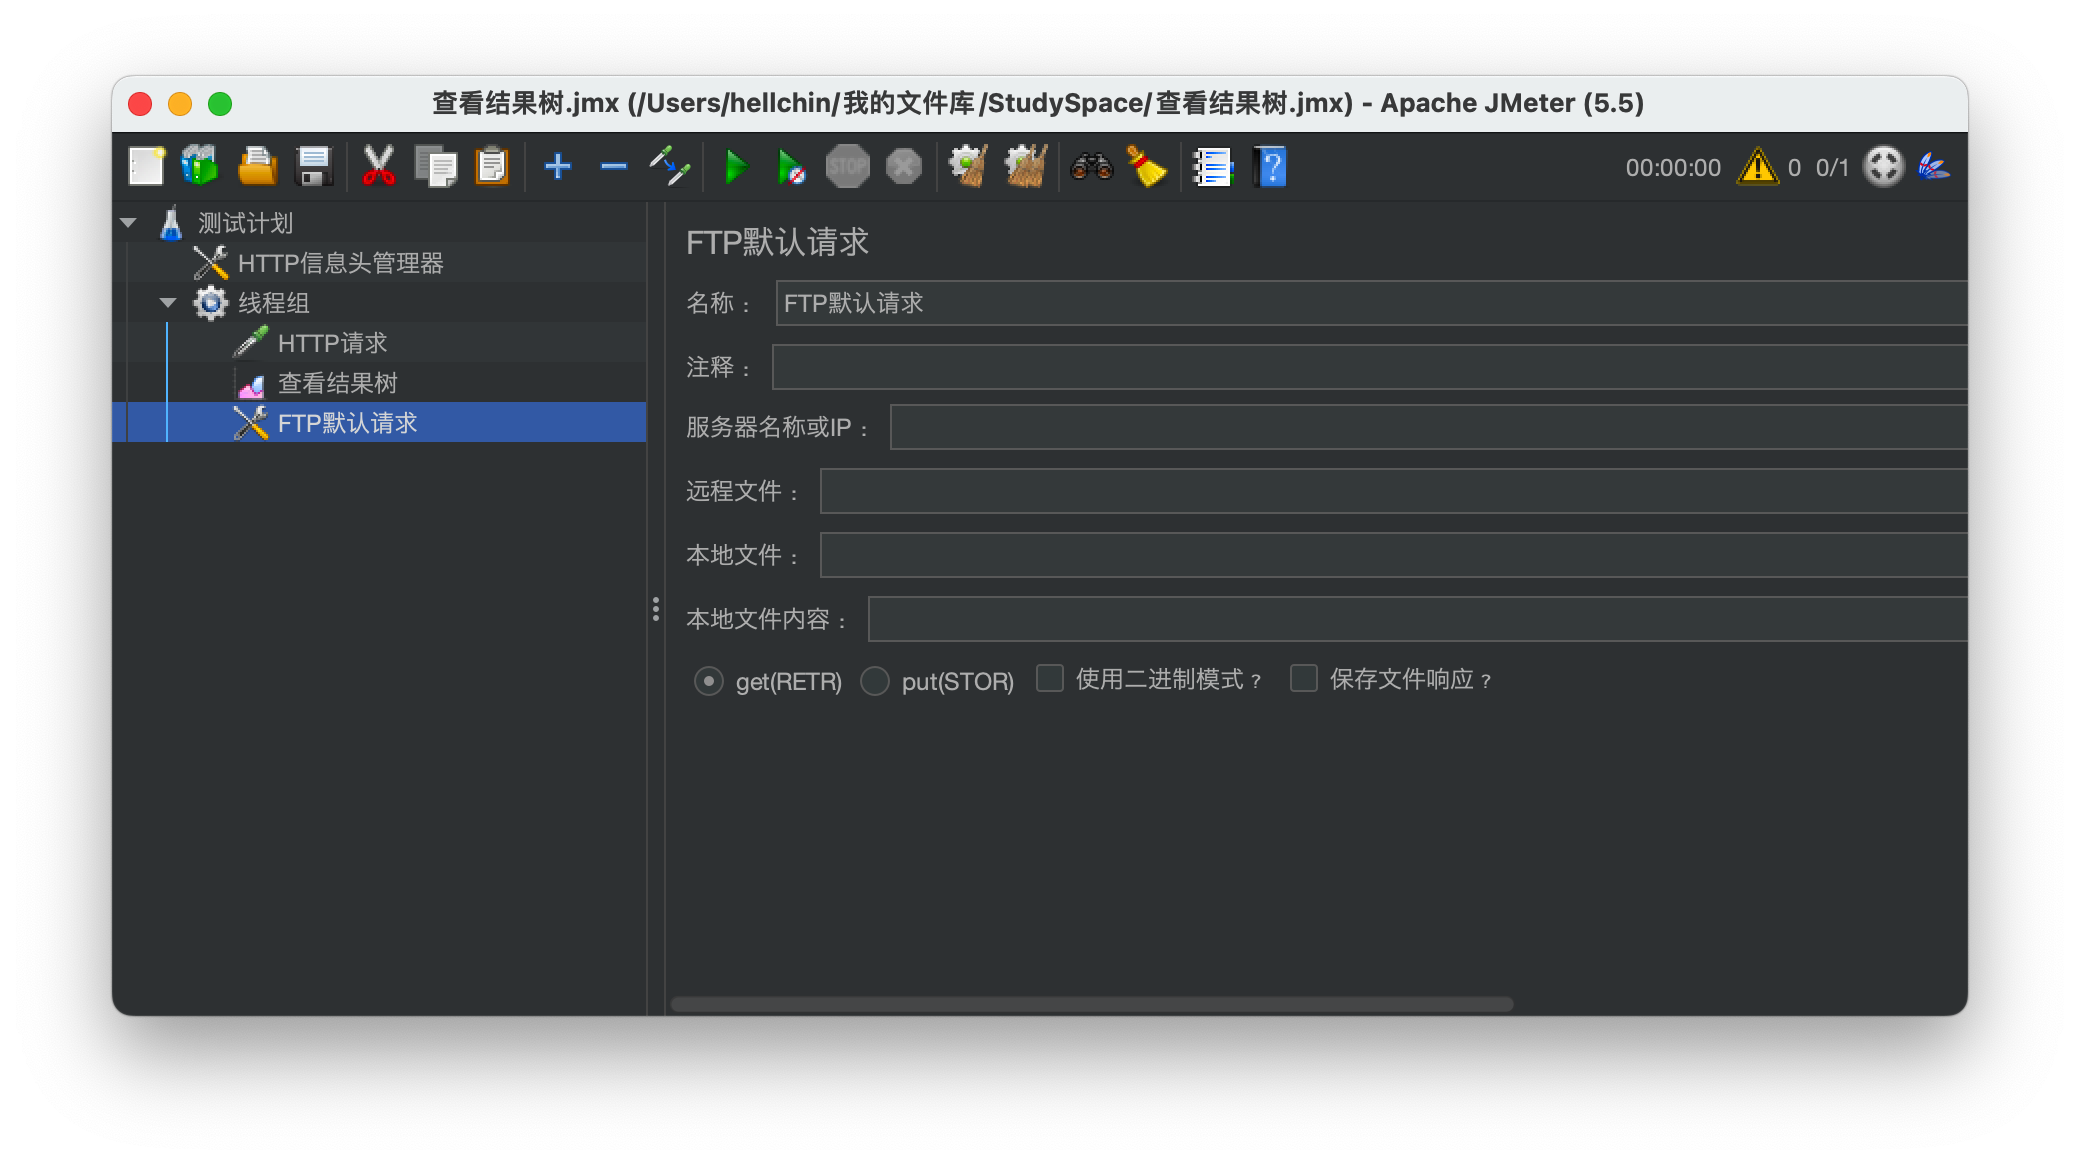 查看结果树.jmx (/Users/hellchin/我的文件库/StudySpace/查看结果树.jmx) - Apache JMeter (5.5)
STOP
00:00:00 0 0/1
测试计划
HTTP信息头管理器
线程组
HTTP请求
查看结果树
FTP默认请求
FTP默认请求
名称： FTP默认请求
注释：
服务器名称或IP：
远程文件：
本地文件：
本地文件内容：
get(RETR) put(STOR) 使用二进制模式？ 保存文件响应？